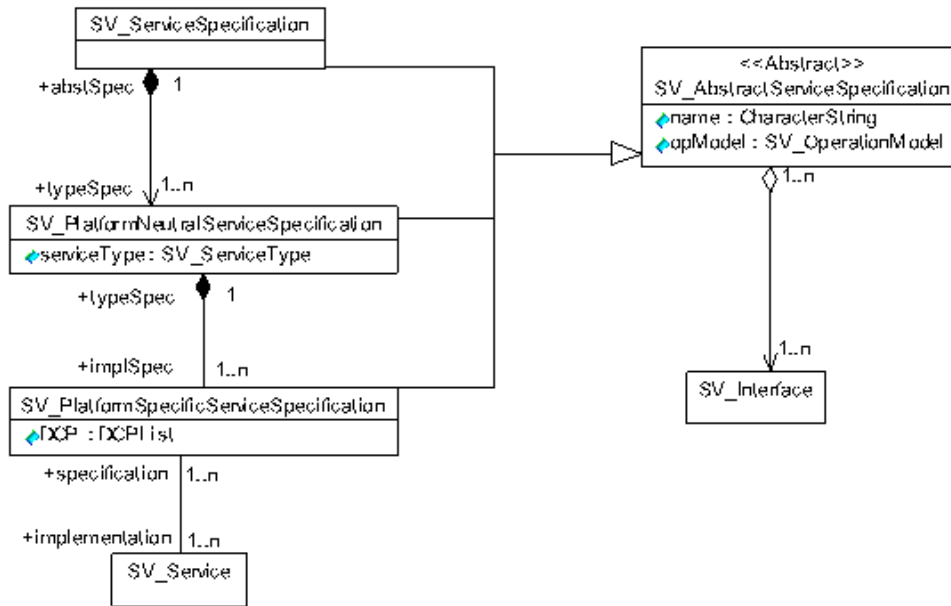 SV_ServiceSpecification
+abstSpec 1
+typeSpec 1..n
SV_PlatformNeutralServiceSpecification
serviceType : SV_ServiceType
+typeSpec 1
+implSpec 1..n
SV_PlatformSpecificServiceSpecification
DCP : DCPList
+specification 1..n
+implementation 1..n
SV_Service
<<Abstract>>
SV_AbstractServiceSpecification
name : CharacterString
opModel : SV_OperationModel
1..n
1..n
SV_Interface